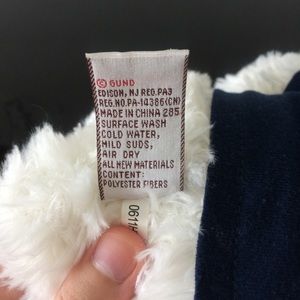 © GUND
EDISON, NJ REG.PA3
REG.NO.PA-14386(CN)
MADE IN CHINA 285
SURFACE WASH
COLD WATER,
MILD SUDS,
AIR DRY
ALL NEW MATERIALS
CONTENT:
POLYESTER FIBERS